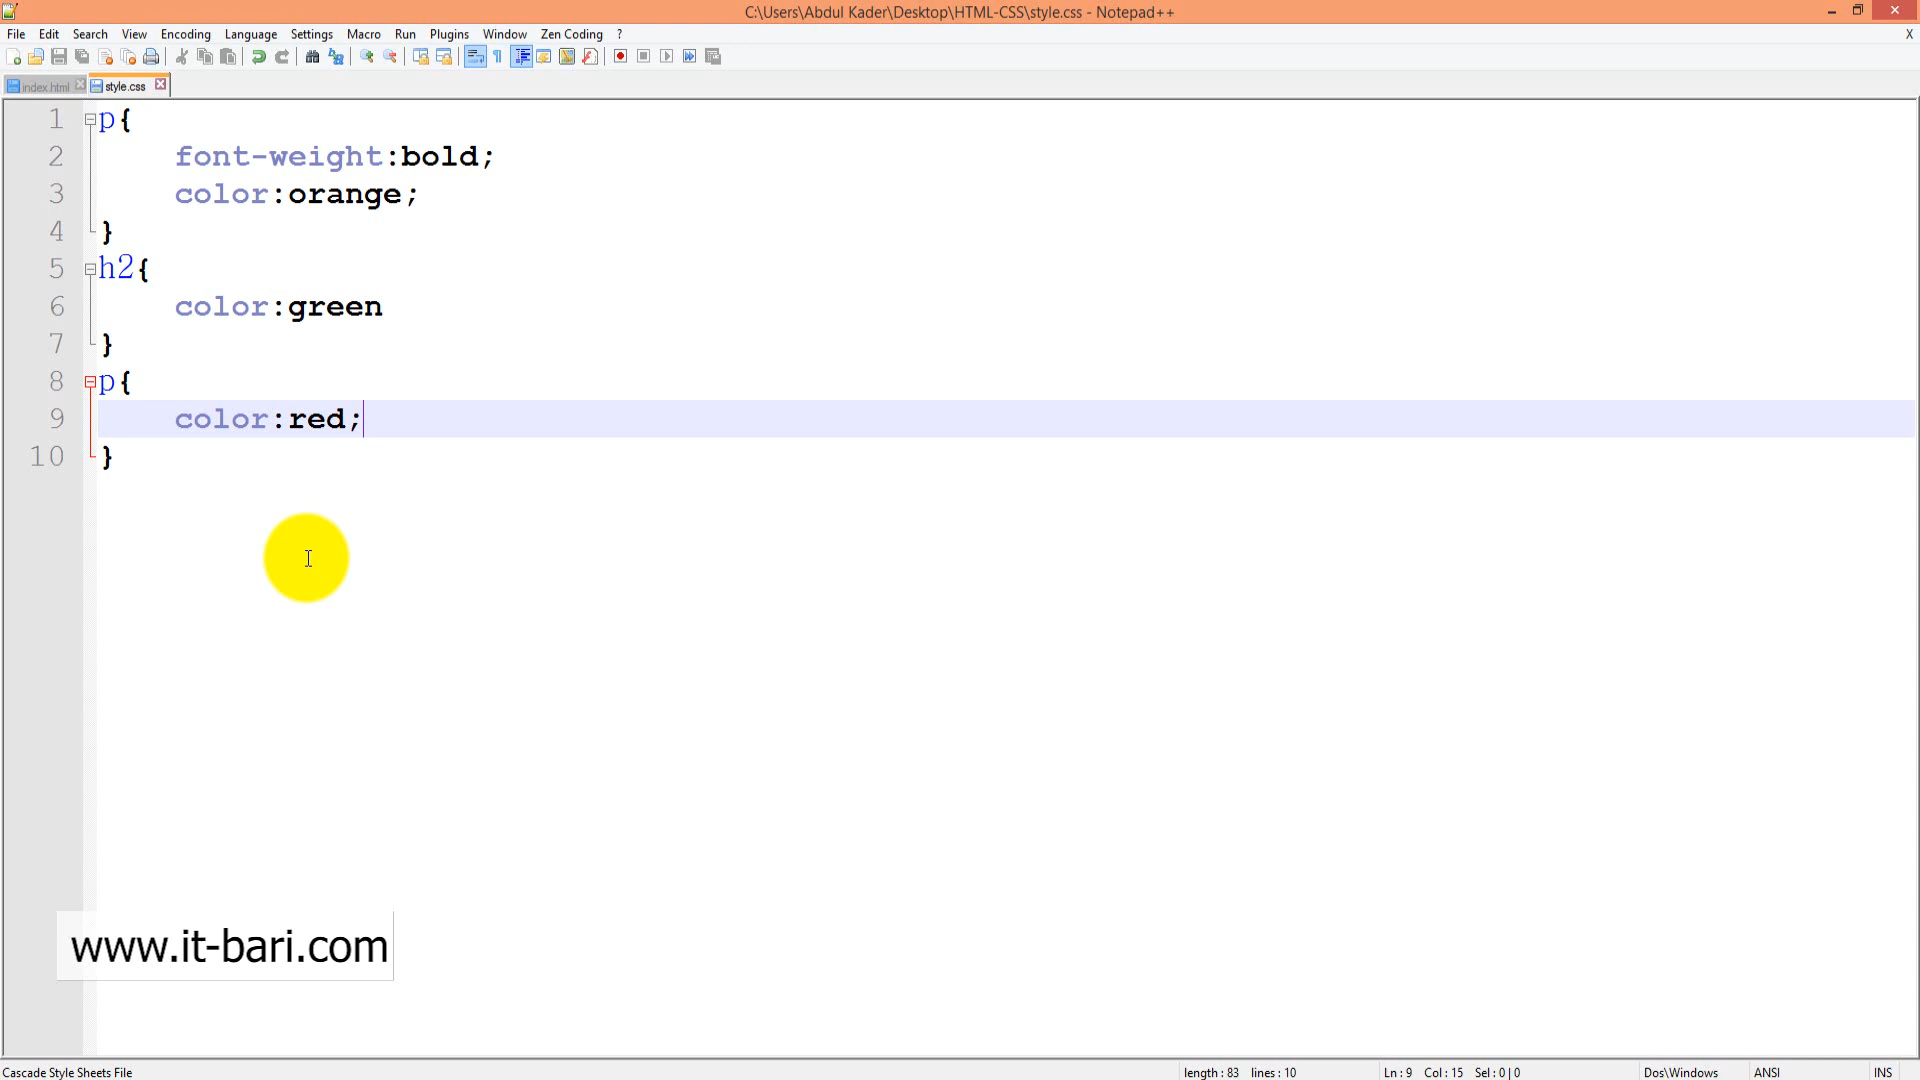 C:\Users\Abdul Kader\Desktop\HTML-CSS\style.css - Notepad++
File Edit Search View Encoding Language Settings Macro Run Plugins Window Zen Coding ? X
index.html style.css
1 p{
2 font-weight:bold;
3 color:orange;
4 }
5 h2{
6 color:green
7 }
8 p{
9 color:red;
10 }
www.it-bari.com
Cascade Style Sheets File length : 83 lines : 10 Ln : 9 Col : 15 Sel : 0 | 0 Dos\Windows ANSI INS